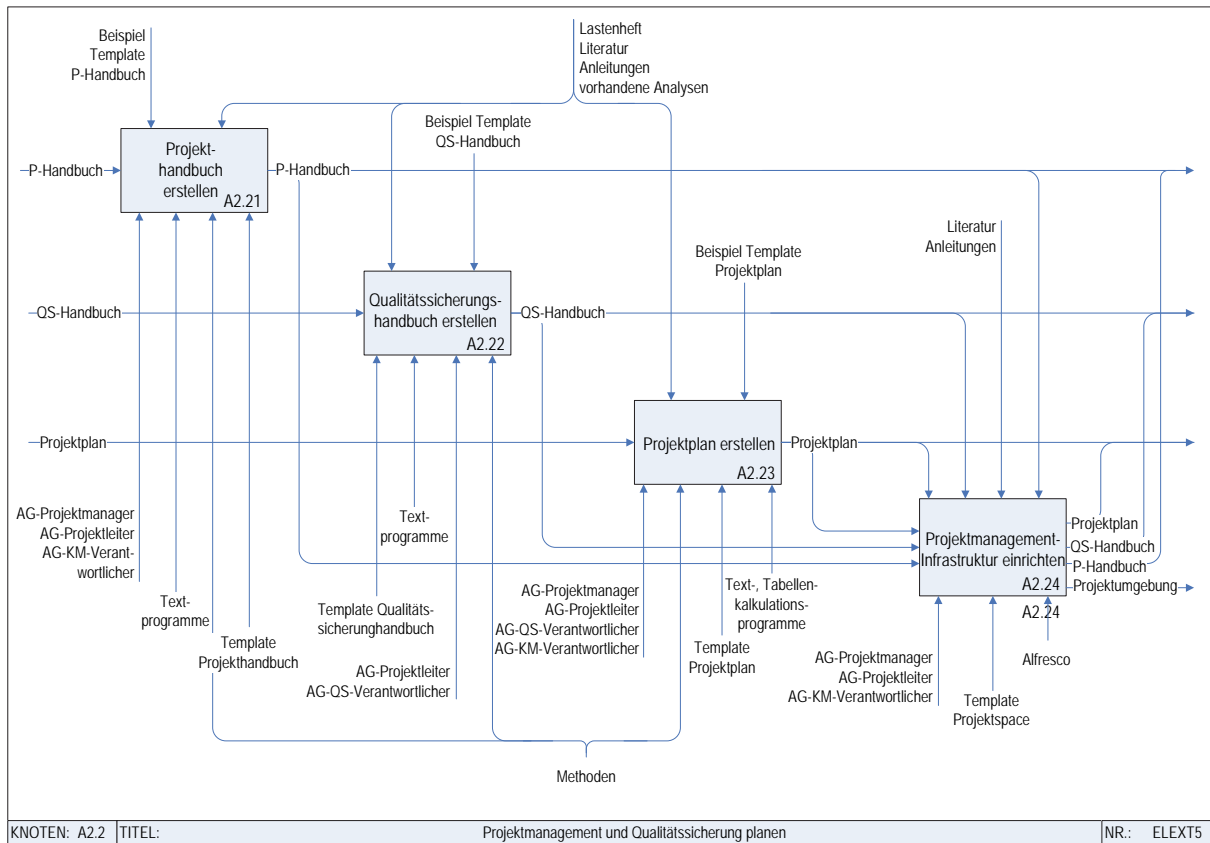 Beispiel
Template
P-Handbuch
Lastenheft
Literatur
Anleitungen
vorhandene Analysen
Beispiel Template
QS-Handbuch
Projekt-
handbuch
erstellen
A2.21
P-Handbuch
P-Handbuch
Literatur
Anleitungen
Beispiel Template
Projektplan
QS-Handbuch
Qualitätssicherungs-
handbuch erstellen
A2.22
QS-Handbuch
Projektplan
Projektplan erstellen
A2.23
Projektplan
AG-Projektmanager
AG-Projektleiter
AG-KM-Verant-
wortlicher
Text-
programme
Template
Projekthandbuch
Text-
programme
Template Qualitäts-
sicherunghandbuch
AG-Projektleiter
AG-QS-Verantwortlicher
AG-Projektmanager
AG-Projektleiter
AG-QS-Verantwortlicher
AG-KM-Verantwortlicher
Template
Projektplan
Text-, Tabellen-
kalkulations-
programme
Projektmanagement-
Infrastruktur einrichten
A2.24
A2.24
Projektplan
QS-Handbuch
P-Handbuch
Projektumgebung
AG-Projektmanager
AG-Projektleiter
AG-KM-Verantwortlicher
Template
Projektspace
Alfresco
Methoden
KNOTEN: A2.2 TITEL: Projektmanagement und Qualitätssicherung planen NR.: ELEXT5